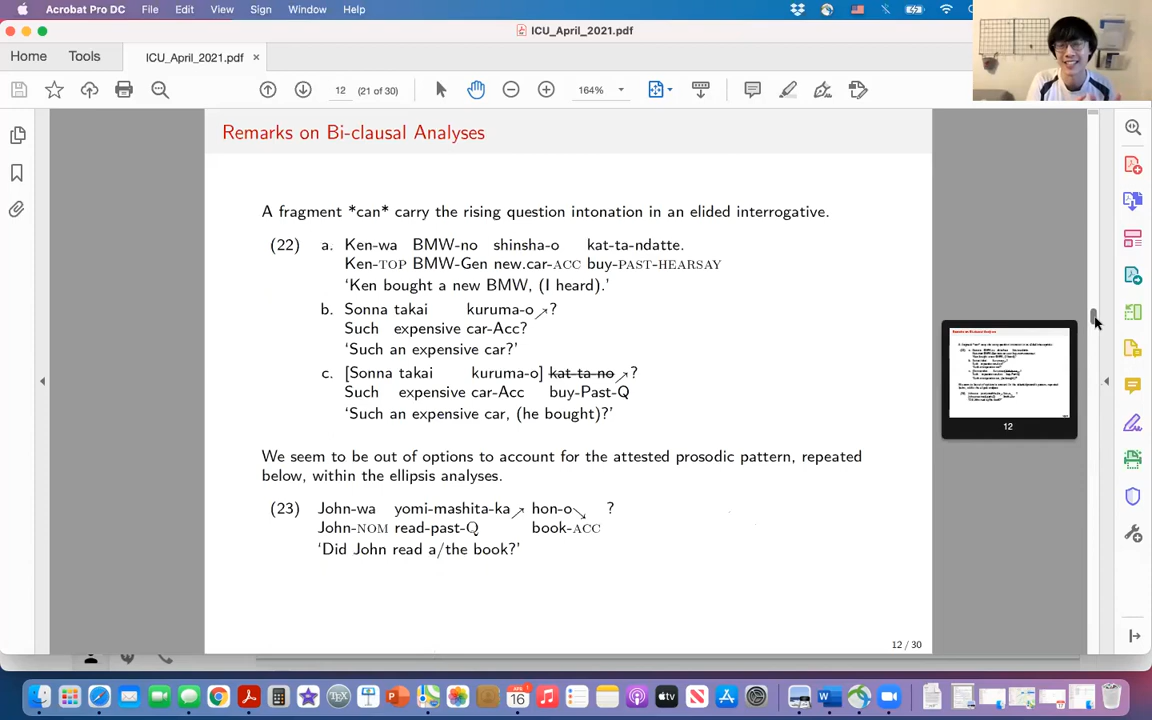 Acrobat Pro DC File Edit View Sign Window Help
ICU_April_2021.pdf
Home Tools ICU_April_2021.pdf ×
12 (21 of 30) 164%
Remarks on Bi-clausal Analyses
A fragment *can* carry the rising question intonation in an elided interrogative.
(22) a. Ken-wa BMW-no shinsha-o kat-ta-ndatte.
Ken-TOP BMW-Gen new.car-ACC buy-PAST-HEARSAY
‘Ken bought a new BMW, (I heard).’
b. Sonna takai kuruma-o↗?
Such expensive car-Acc?
‘Such an expensive car?’
c. [Sonna takai kuruma-o] kat-ta-no↗?
Such expensive car-Acc buy-Past-Q
‘Such an expensive car, (he bought)?’
We seem to be out of options to account for the attested prosodic pattern, repeated
below, within the ellipsis analyses.
(23) John-wa yomi-mashita-ka↗ hon-o↘ ?
John-NOM read-past-Q book-ACC
‘Did John read a/the book?’
12 / 30
12
APR
16